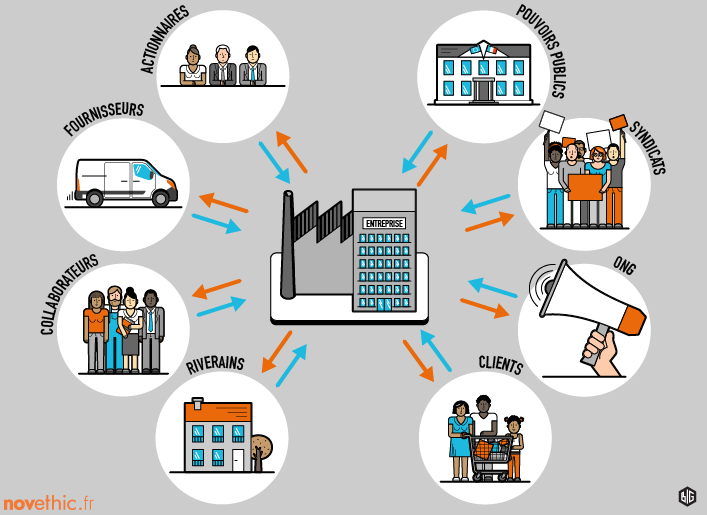 ACTIONNAIRES
POUVOIRS PUBLICS
FOURNISSEURS
SYNDICATS
ENTREPRISE
COLLABORATEURS
ONG
RIVERAINS
CLIENTS
novethic.fr